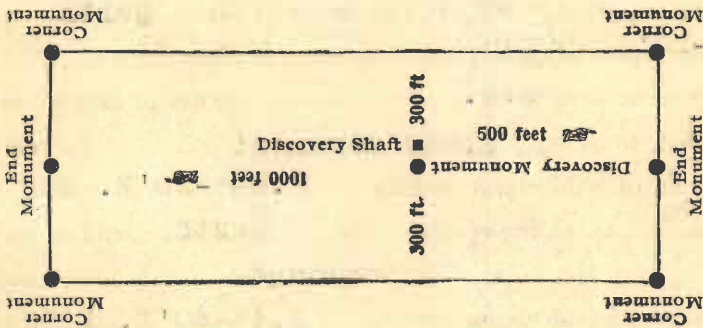 Corner
Monument
Corner
Monument
300 ft
500 feet
Discovery Shaft
End
Monument
Discovery Monument
End
Monument
1000 feet
300 ft.
Corner
Monument
Corner
Monument